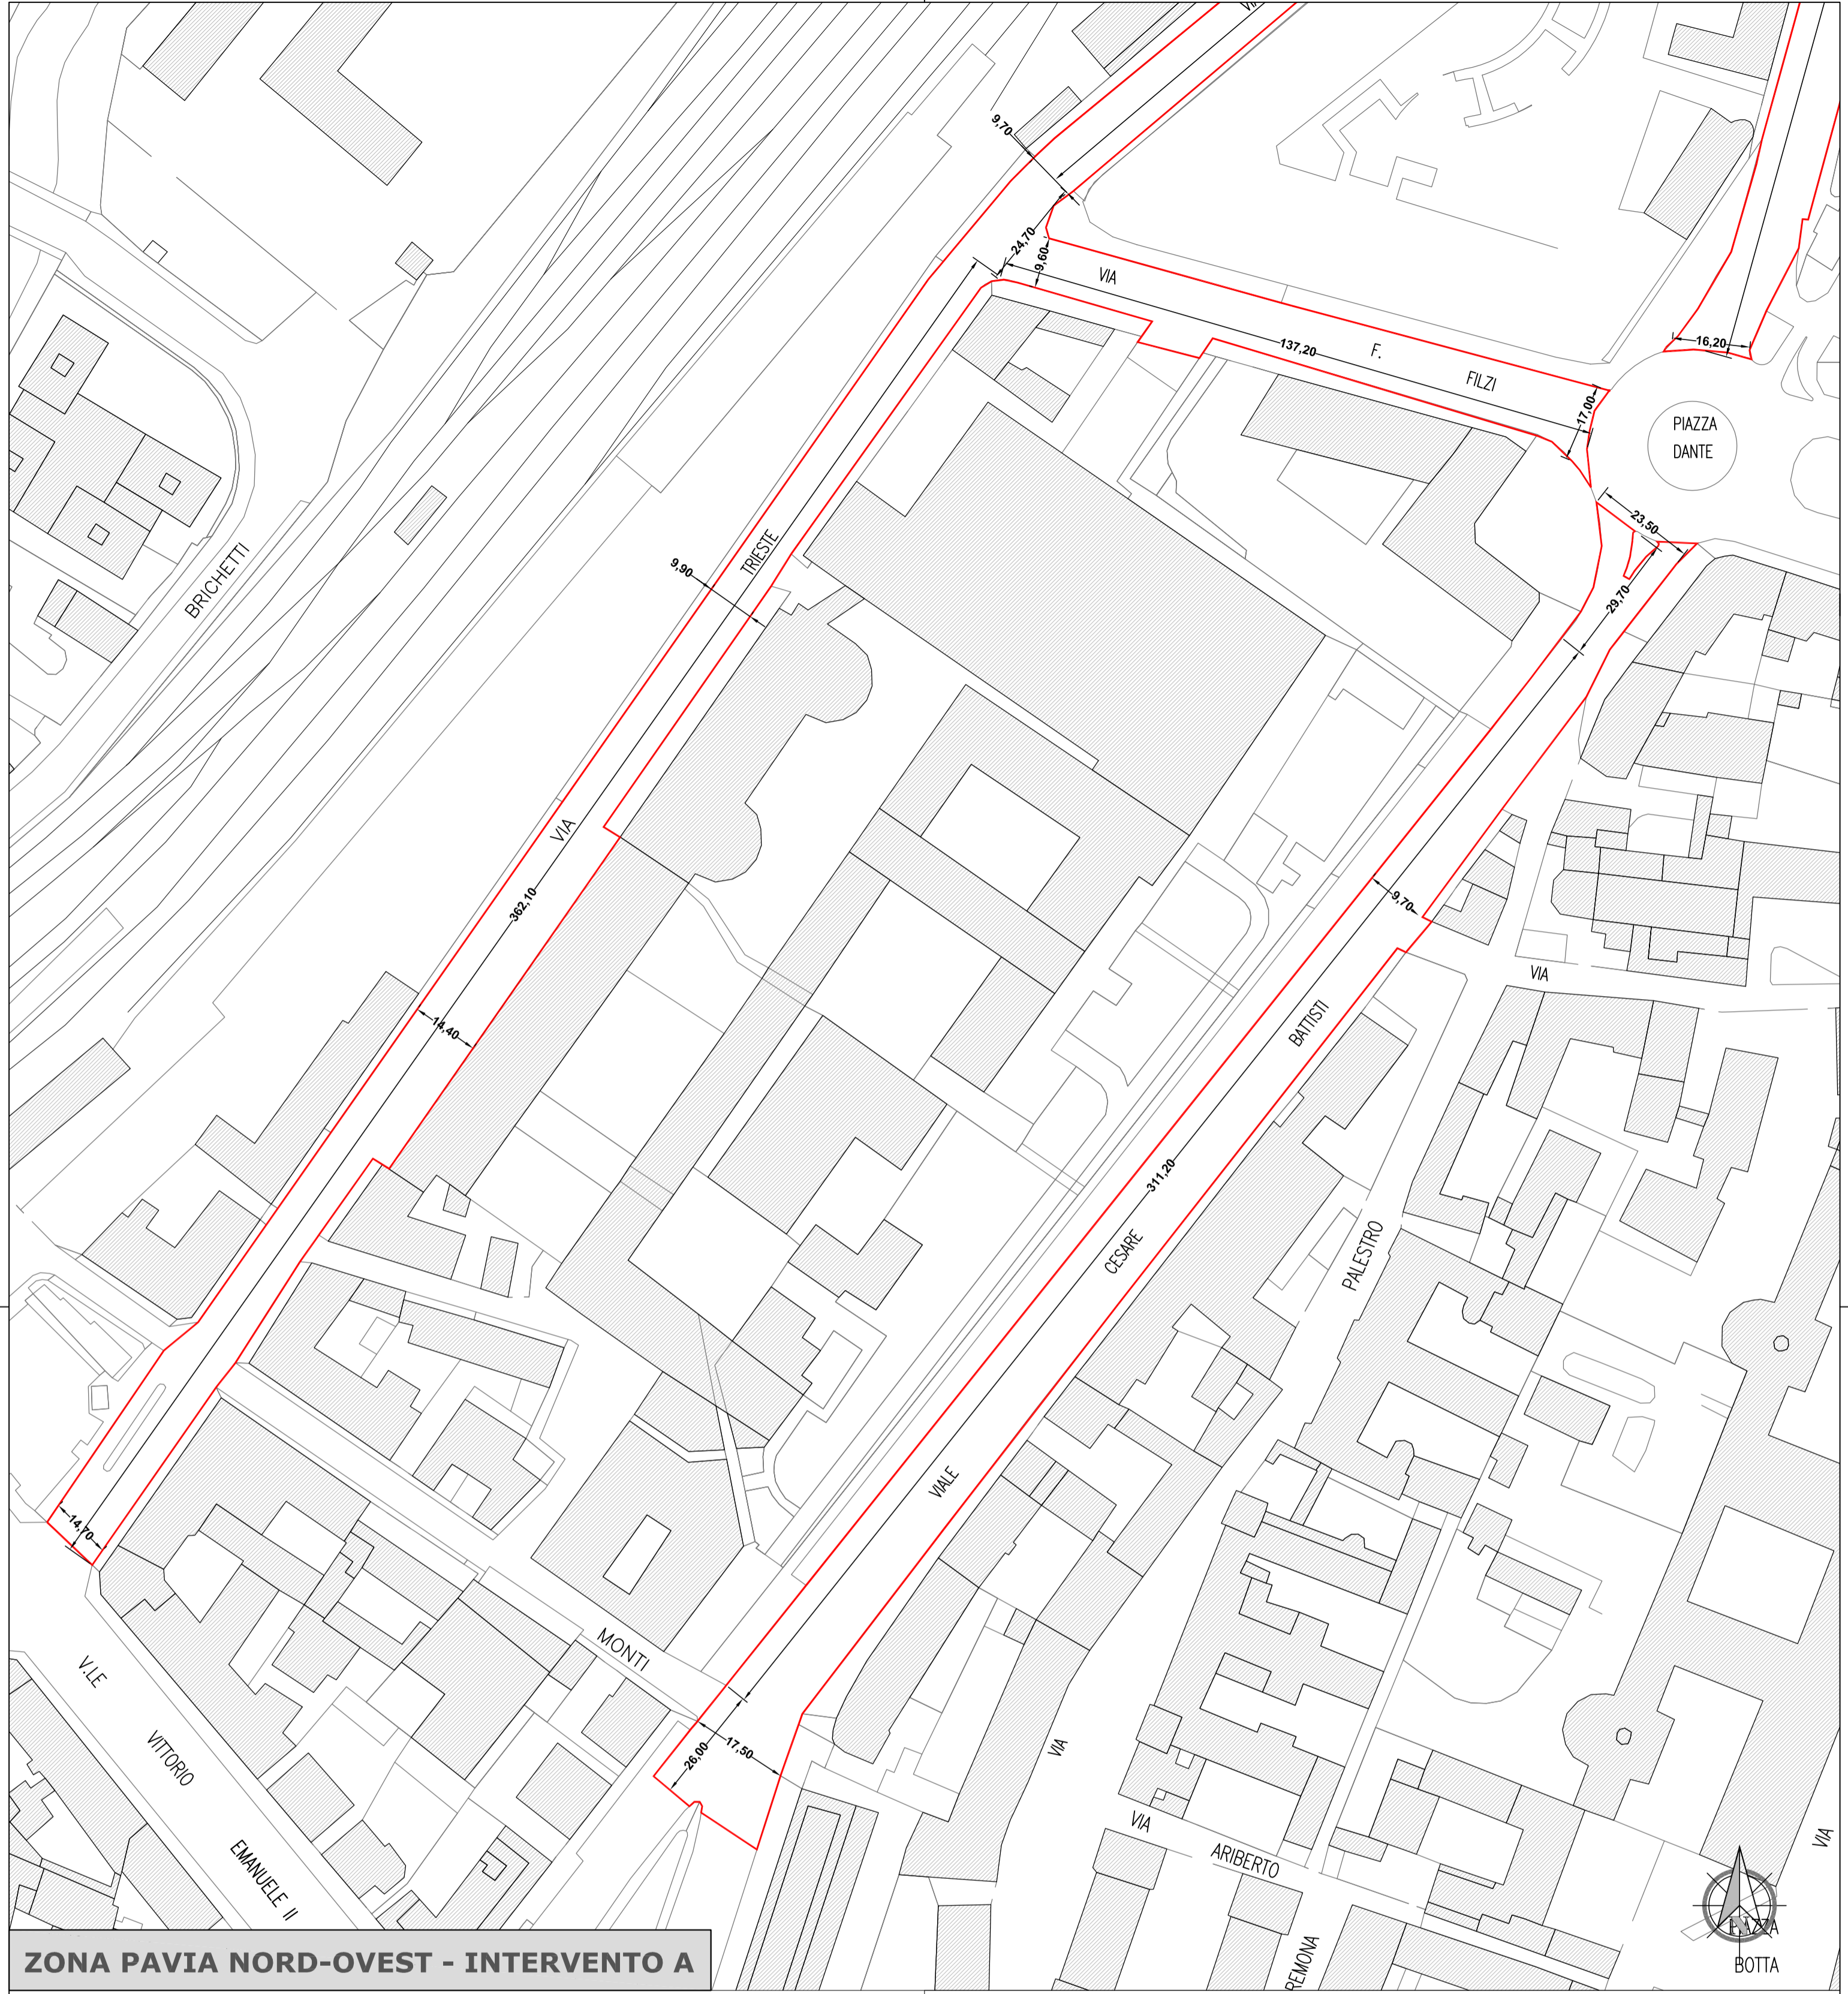 VIA
9,70
24,70
9,60
VIA
137,20
F.
FILZI
16,20
17,00
PIAZZA
DANTE
23,50
29,70
BRICHETTI
9,90
TRIESTE
VIA
362,10
14,40
9,70
VIA
BATTISTI
311,20
CESARE
PALESTRO
VIALE
14,70
MONTI
V.LE
VITTORIO
EMANUELE II
26,00
17,50
VIA
VIA
ARIBERTO
VIA
REMONA
PIAZZA
BOTTA
N
ZONA PAVIA NORD-OVEST - INTERVENTO A